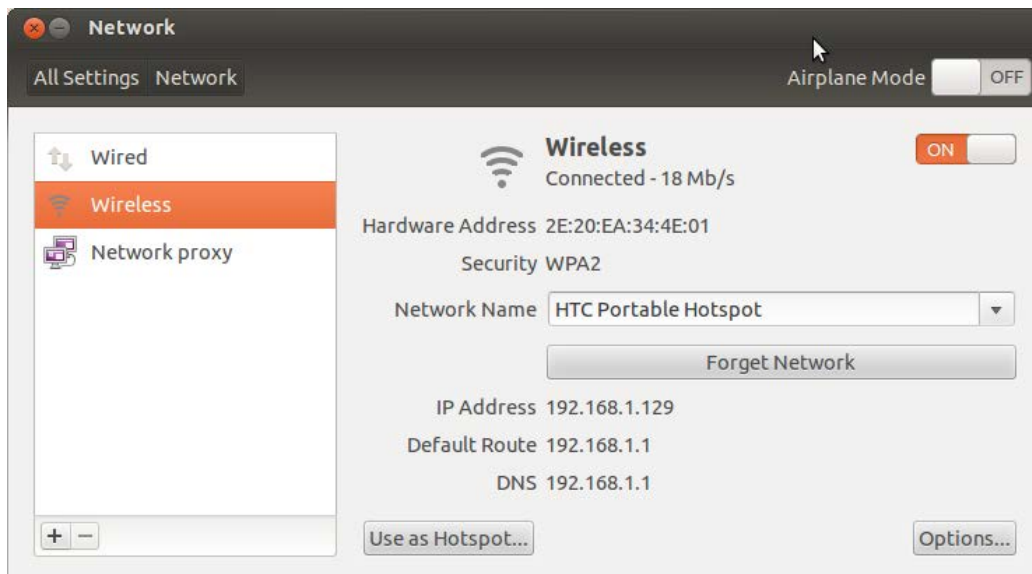 Network
All Settings Network
Airplane Mode OFF
Wired
Wireless
Network proxy
Wireless
ON
Connected - 18 Mb/s
Hardware Address 2E:20:EA:34:4E:01
Security WPA2
Network Name HTC Portable Hotspot
Forget Network
IP Address 192.168.1.129
Default Route 192.168.1.1
DNS 192.168.1.1
Use as Hotspot...
Options...